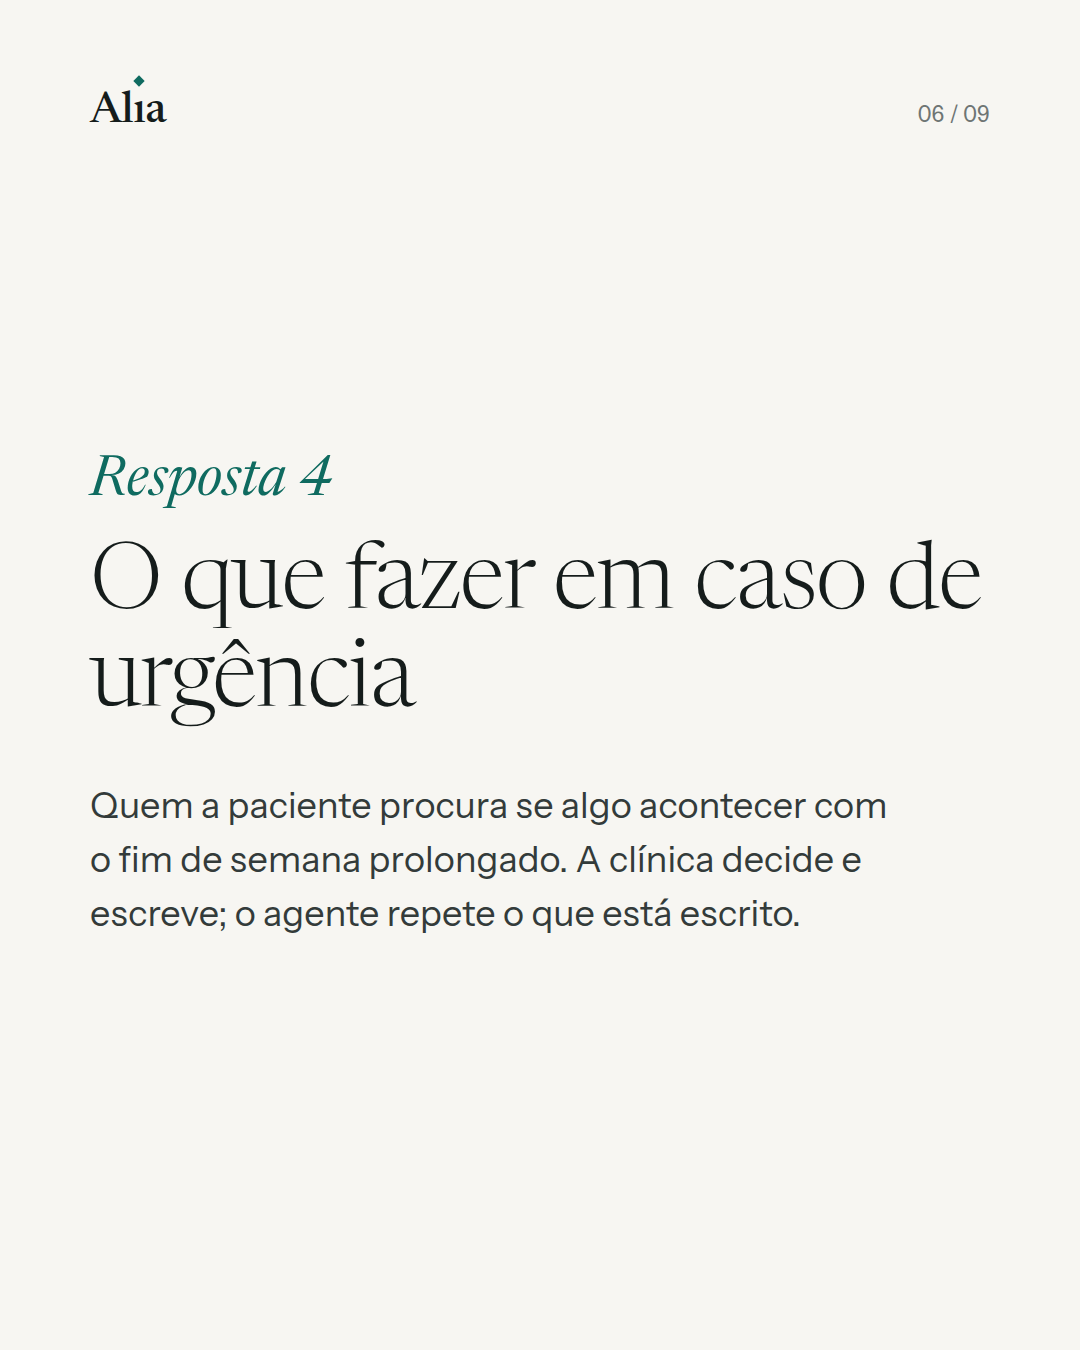 Alia
06 / 09
Resposta 4
O que fazer em caso de
urgência
Quem a paciente procura se algo acontecer com
o fim de semana prolongado. A clínica decide e
escreve; o agente repete o que está escrito.